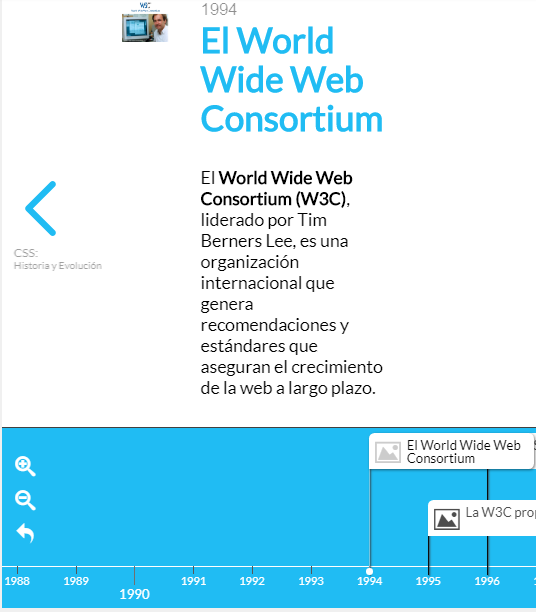 W3C
1994
El World
Wide Web
Consortium
El World Wide Web
Consortium (W3C),
liderado por Tim
Berners Lee, es una
organización
internacional que
genera
recomendaciones y
estándares que
aseguran el crecimiento
de la web a largo plazo.
CSS:
Historia y Evolución
El World Wide Web
Consortium
La W3C prop
1988 1989 1990 1991 1992 1993 1994 1995 1996